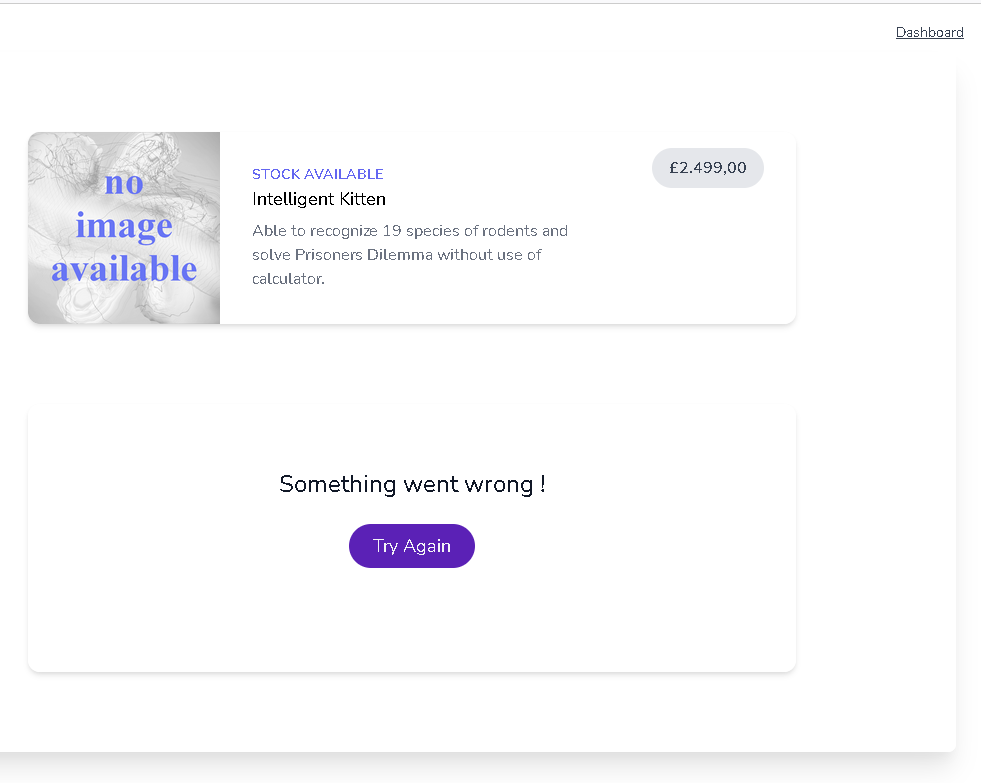 Dashboard
no
image
available
STOCK AVAILABLE
Intelligent Kitten
Able to recognize 19 species of rodents and
solve Prisoners Dilemma without use of
calculator.
£2.499,00
Something went wrong !
Try Again